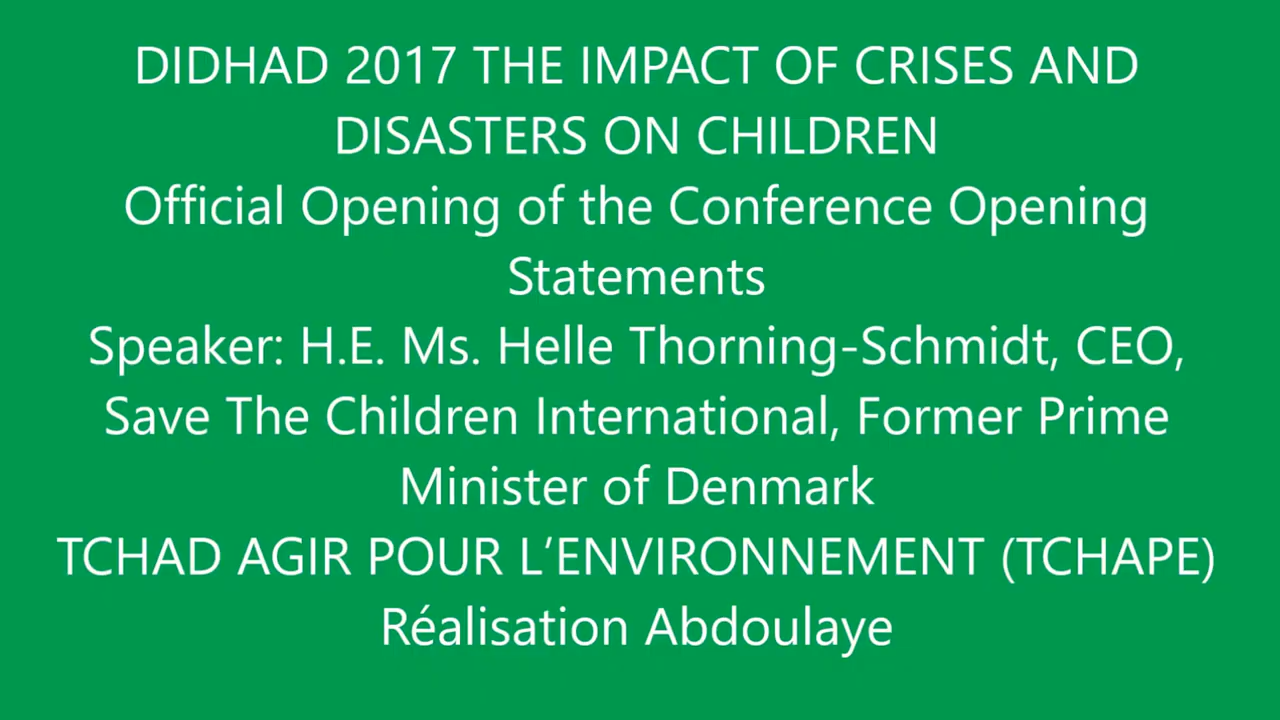 DIDHAD 2017 THE IMPACT OF CRISES AND
DISASTERS ON CHILDREN
Official Opening of the Conference Opening
Statements
Speaker: H.E. Ms. Helle Thorning-Schmidt, CEO,
Save The Children International, Former Prime
Minister of Denmark
TCHAD AGIR POUR L’ENVIRONNEMENT (TCHAPE)
Réalisation Abdoulaye